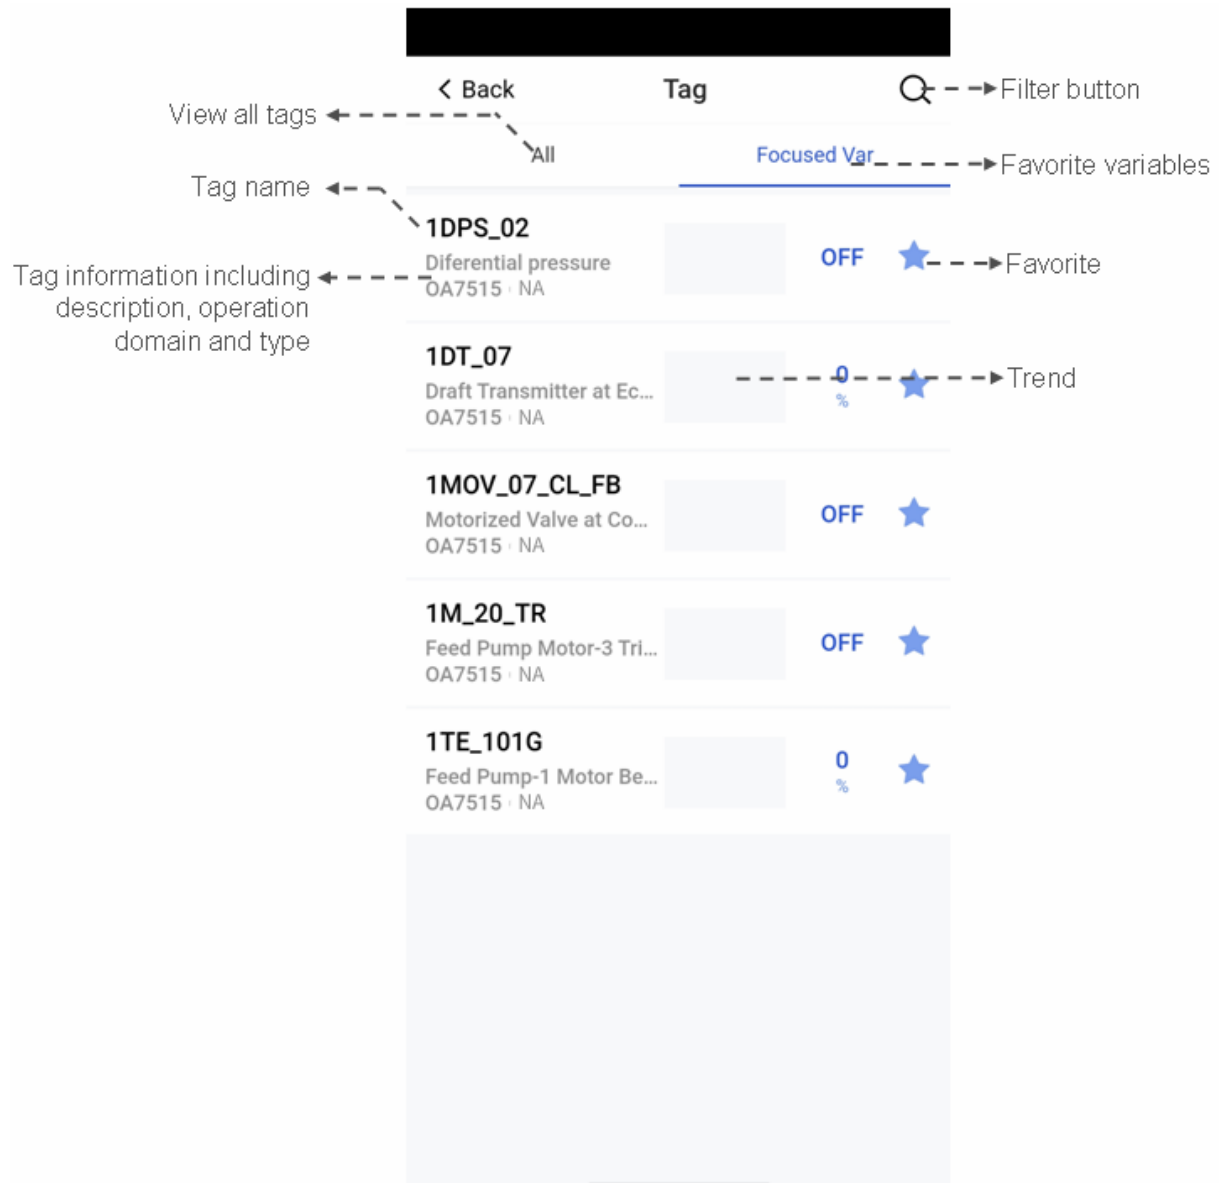 Back
Tag
Filter button
View all tags
All
Focused Var
Favorite variables
Tag name
1DPS_02
Diferential pressure
OA7515 NA
OFF
Favorite
Tag information including
description, operation
domain and type
1DT_07
Draft Transmitter at Ec...
OA7515 NA
0
%
Trend
1MOV_07_CL_FB
Motorized Valve at Co...
OA7515 NA
OFF
1M_20_TR
Feed Pump Motor-3 Tri...
OA7515 NA
OFF
1TE_101G
Feed Pump-1 Motor Be...
OA7515 NA
0
%